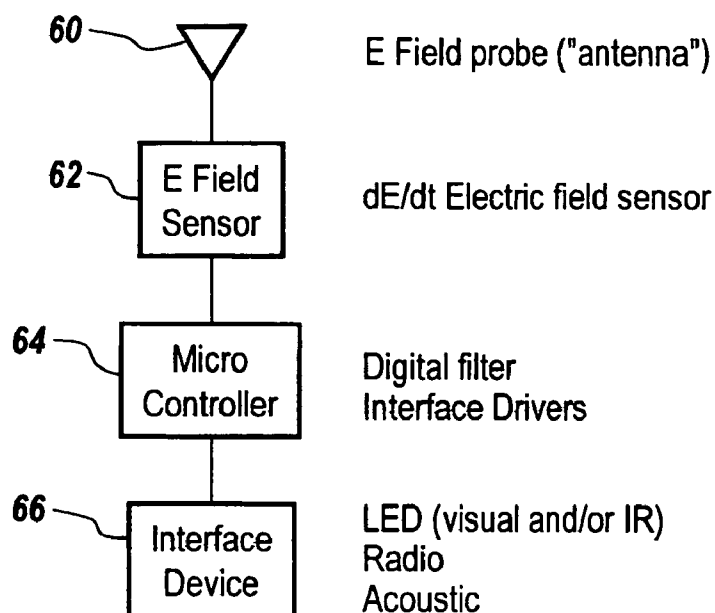 60
E Field probe ("antenna")
62
E Field
Sensor
dE/dt Electric field sensor
64
Micro
Controller
Digital filter
Interface Drivers
66
Interface
Device
LED (visual and/or IR)
Radio
Acoustic